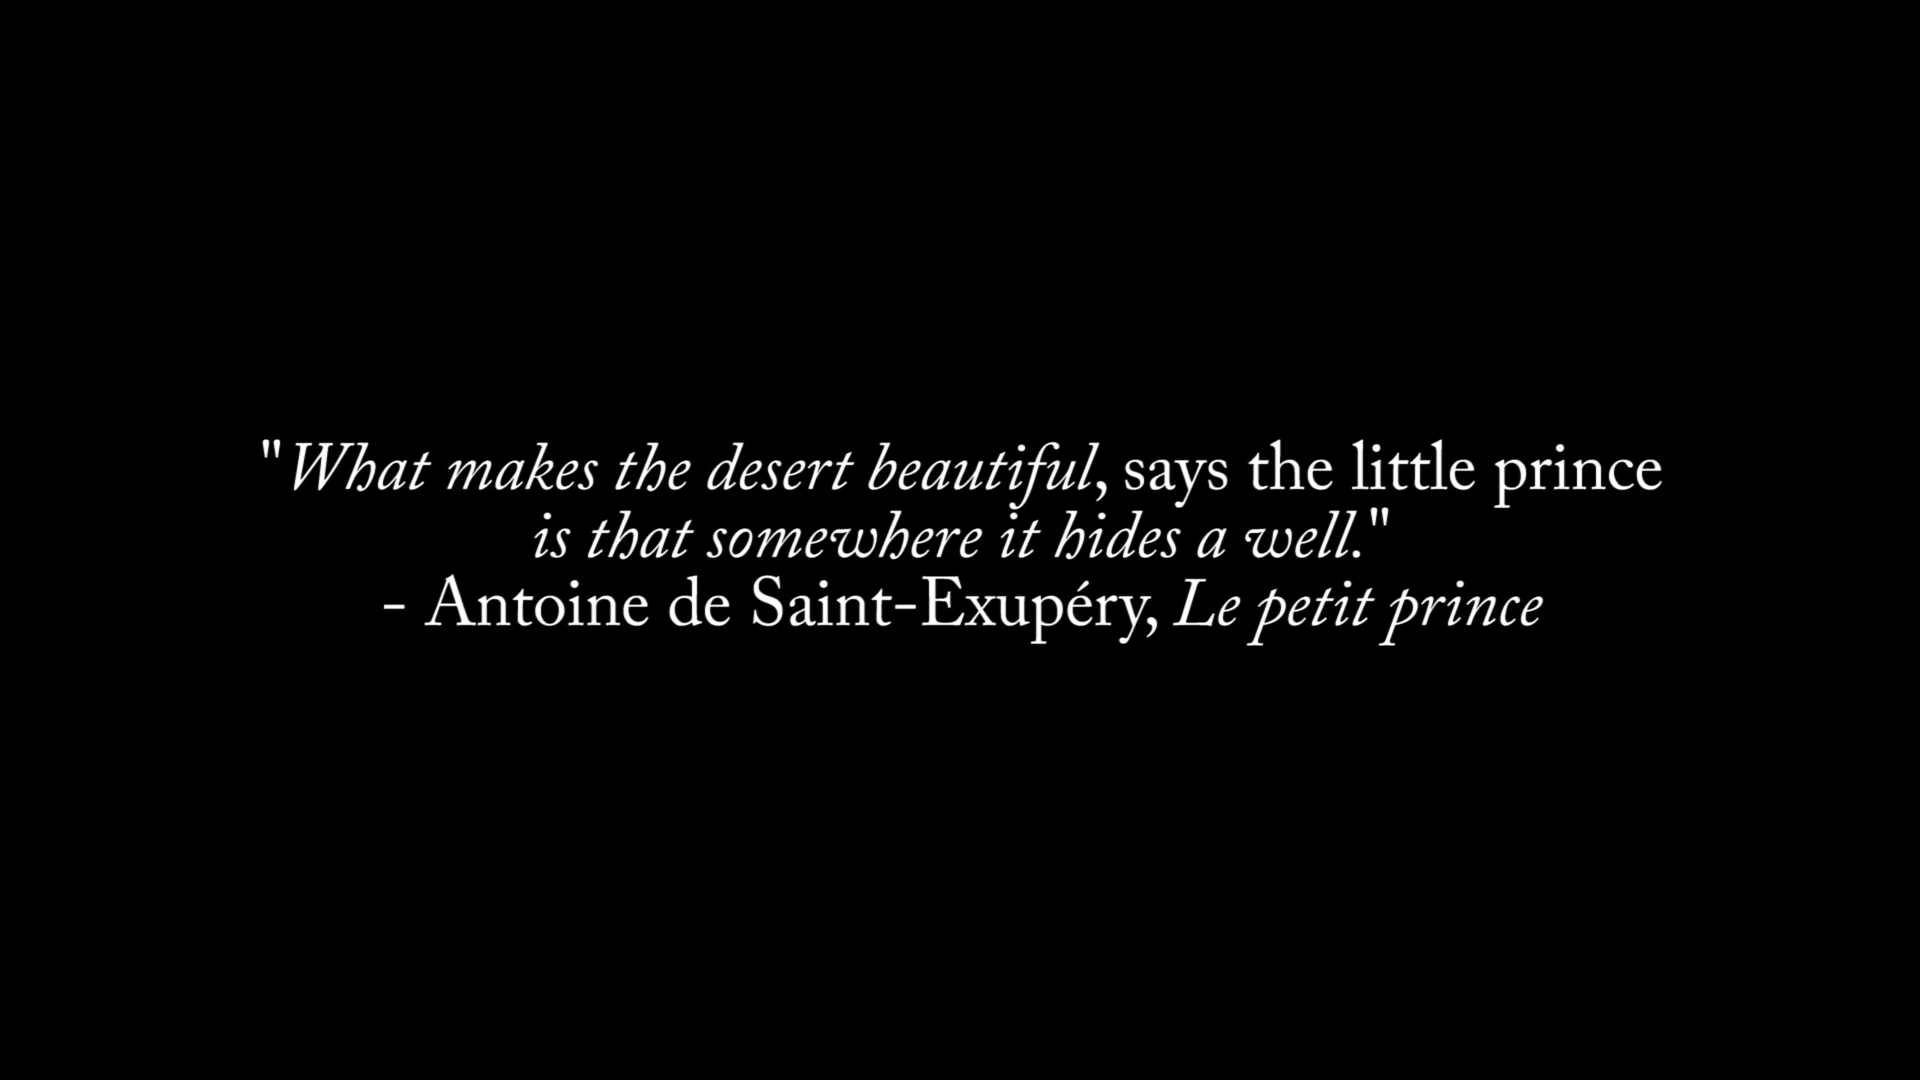 "What makes the desert beautiful, says the little prince
is that somewhere it hides a well."
- Antoine de Saint-Exupéry, Le petit prince